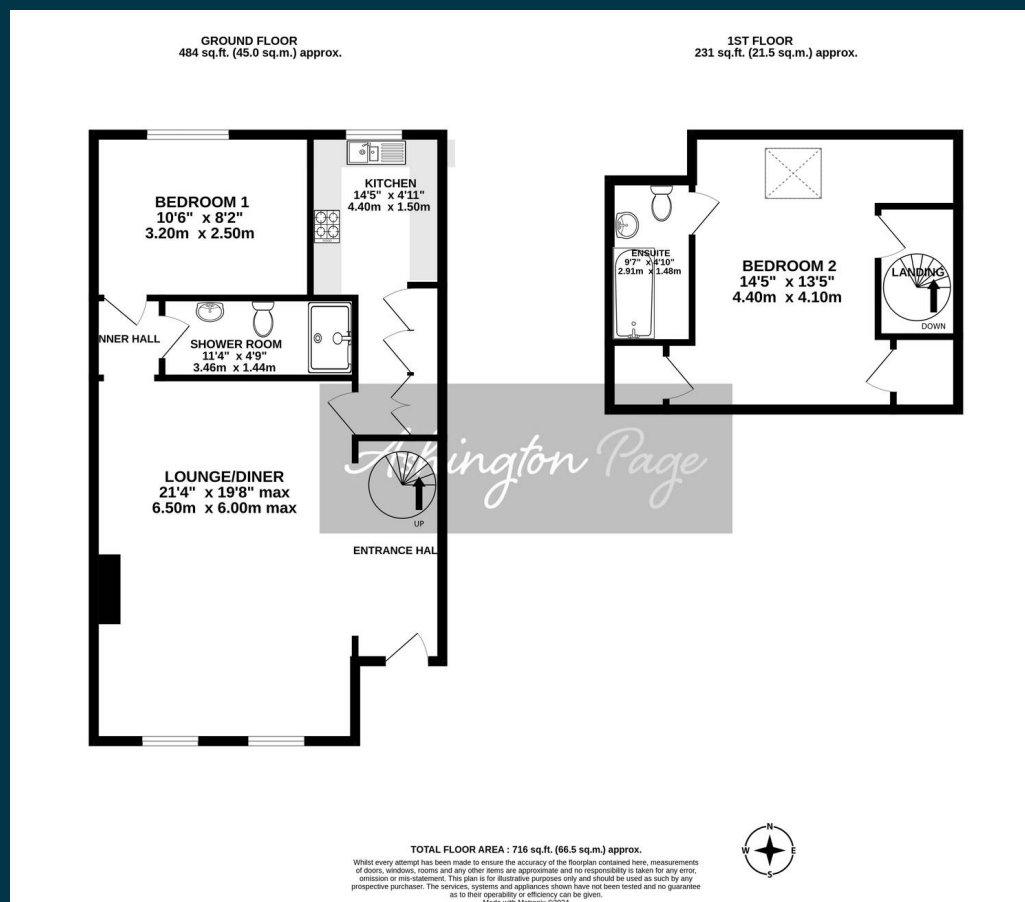 GROUND FLOOR
484 sq.ft. (45.0 sq.m.) approx.
1ST FLOOR
231 sq.ft. (21.5 sq.m.) approx.
BEDROOM 1
10'6" x 8'2"
3.20m x 2.50m
KITCHEN
14'5" x 4'11"
4.40m x 1.50m
NNER HALL
SHOWER ROOM
11'4" x 4'9"
3.46m x 1.44m
LOUNGE/DINER
21'4" x 19'8" max
6.50m x 6.00m max
UP
ENTRANCE HAL
Ashington Page
ENSUITE
9'7" x 4'10"
2.91m x 1.48m
BEDROOM 2
14'5" x 13'5"
4.40m x 4.10m
LANDING
DOWN
TOTAL FLOOR AREA : 716 sq.ft. (66.5 sq.m.) approx.
Whilst every attempt has been made to ensure the accuracy of the floorplan contained here, measurements
of doors, windows, rooms and any other items are approximate and no responsibility is taken for any error,
omission or mis-statement. This plan is for illustrative purposes only and should be used as such by any
prospective purchaser. The services, systems and appliances shown have not been tested and no guarantee
as to their operability or efficiency can be given.
Made with Metropix ©2024
N
W
E
S